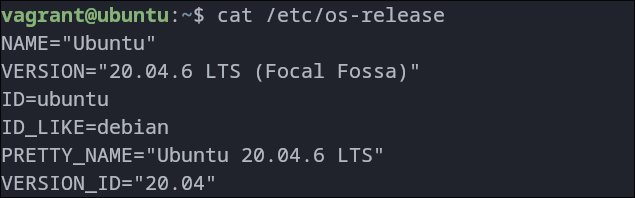 vagrant@ubuntu:~$ cat /etc/os-release
NAME="Ubuntu"
VERSION="20.04.6 LTS (Focal Fossa)"
ID=ubuntu
ID_LIKE=debian
PRETTY_NAME="Ubuntu 20.04.6 LTS"
VERSION_ID="20.04"